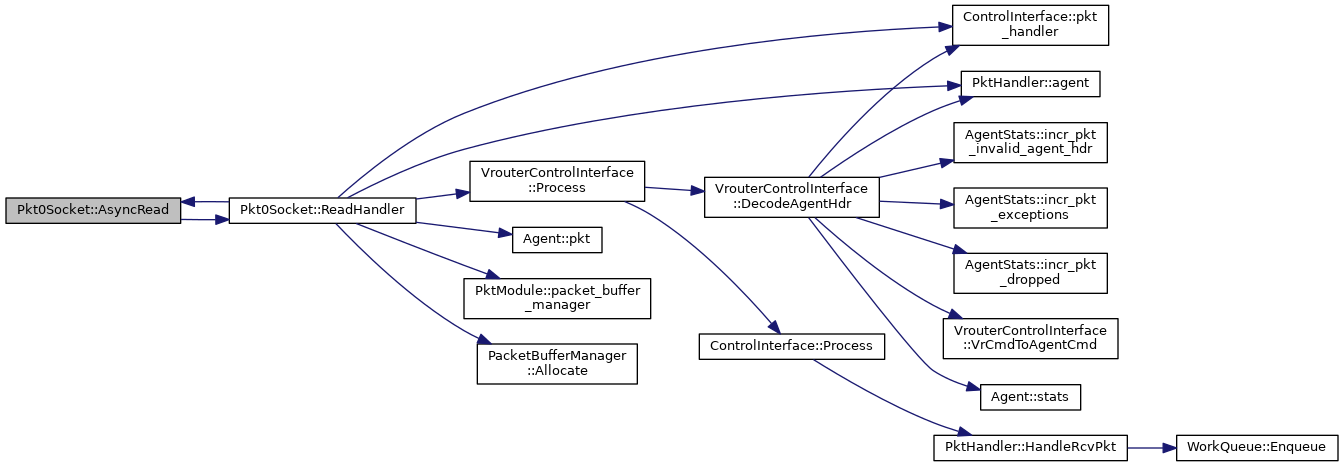 Pkt0Socket::AsyncRead
Pkt0Socket::ReadHandler
VrouterControlInterface
::Process
Agent::pkt
PktModule::packet_buffer
_manager
PacketBufferManager
::Allocate
VrouterControlInterface
::DecodeAgentHdr
ControlInterface::Process
ControlInterface::pkt
_handler
PktHandler::agent
AgentStats::incr_pkt
_invalid_agent_hdr
AgentStats::incr_pkt
_exceptions
AgentStats::incr_pkt
_dropped
VrouterControlInterface
::VrCmdToAgentCmd
Agent::stats
PktHandler::HandleRcvPkt
WorkQueue::Enqueue